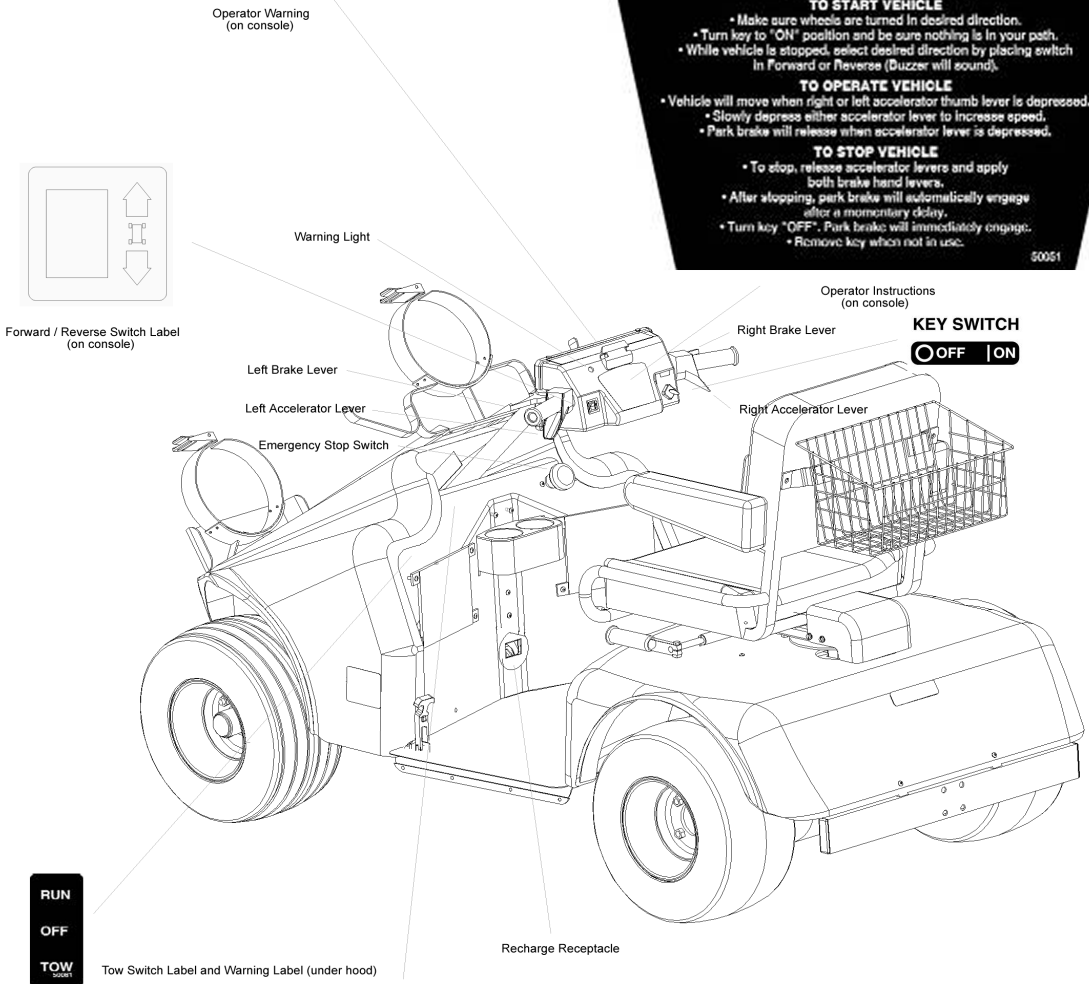 Operator Warning
(on console)
TO START VEHICLE
• Make sure wheels are turned in desired direction.
• Turn key to "ON" position and be sure nothing is in your path.
• While vehicle is stopped, select desired direction by placing switch
in Forward or Reverse (Buzzer will sound).
TO OPERATE VEHICLE
• Vehicle will move when right or left accelerator thumb lever is depressed.
• Slowly depress either accelerator lever to increase speed.
• Park brake will release when accelerator lever is depressed.
TO STOP VEHICLE
• To stop, release accelerator levers and apply
both brake hand levers.
• After stopping, park brake will automatically engage
after a momentary delay.
• Turn key "OFF". Park brake will immediately engage.
• Remove key when not in use.
50051
Warning Light
Operator Instructions
(on console)
Forward / Reverse Switch Label
(on console)
Right Brake Lever
KEY SWITCH
OFF | ON
Left Brake Lever
Left Accelerator Lever
Right Accelerator Lever
Emergency Stop Switch
RUN
OFF
TOW
50081
Recharge Receptacle
Tow Switch Label and Warning Label (under hood)